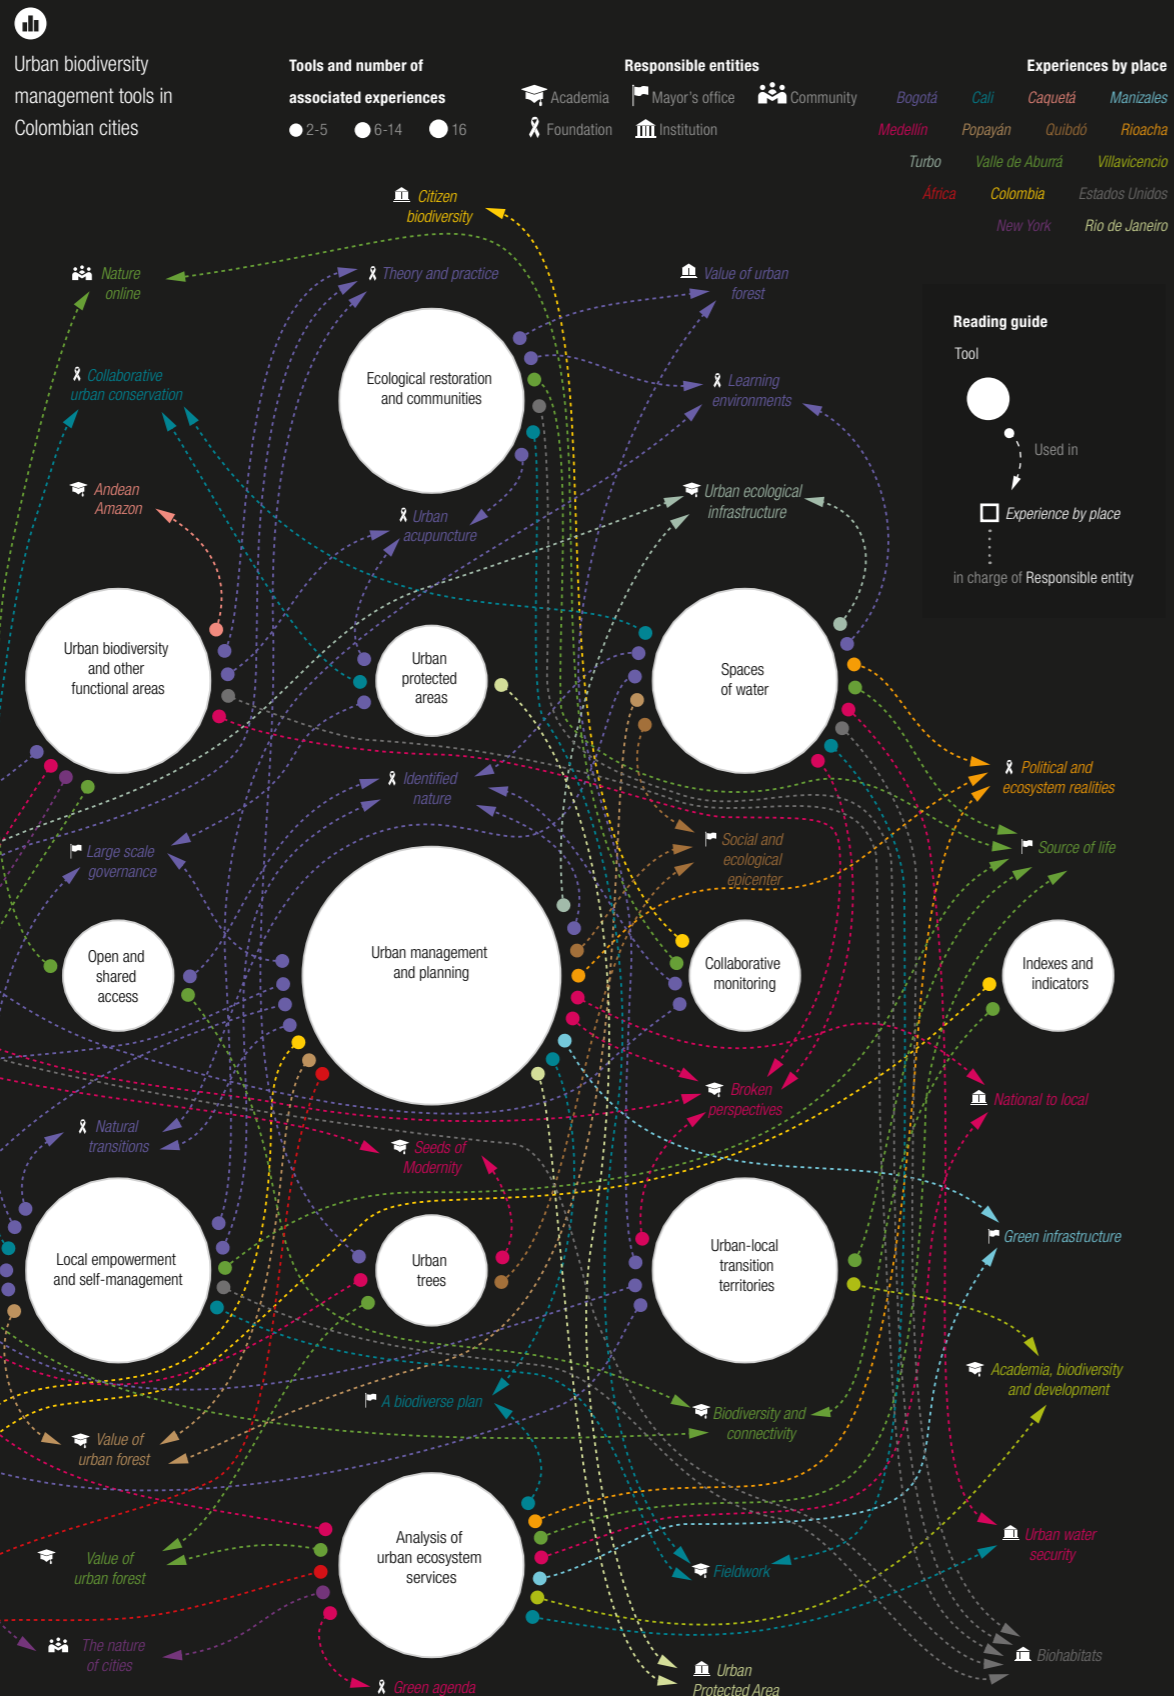 Urban biodiversity
management tools in
Colombian cities
Tools and number of
associated experiences
2-5
6-14
16
Responsible entities
Academia
Mayor's office
Community
Foundation
Institution
Experiences by place
Bogotá
Cali
Caquetá
Manizales
Medellín
Popayán
Quibdó
Rioacha
Turbo
Valle de Aburrá
Villavicencio
África
Colombia
Estados Unidos
New York
Rio de Janeiro
Reading guide
Tool
Used in
Experience by place
in charge of Responsible entity
Citizen
biodiversity
Nature
online
Theory and practice
Value of urban
forest
Collaborative
urban conservation
Ecological restoration
and communities
Learning
environments
Andean
Amazon
Urban
acupuncture
Urban ecological
infrastructure
Urban biodiversity
and other
functional areas
Urban
protected
areas
Spaces
of water
Identified
nature
Political and
ecosystem realities
Large scale
governance
Social and
ecological
epicenter
Source of life
Open and
shared
access
Urban management
and planning
Collaborative
monitoring
Indexes and
indicators
Broken
perspectives
National to local
Natural
transitions
Seeds of
Modernity
Green infrastructure
Local empowerment
and self-management
Urban
trees
Urban-local
transition
territories
Academia, biodiversity
and development
A biodiverse plan
Biodiversity and
connectivity
Value of
urban forest
Analysis of
urban ecosystem
services
Urban water
security
Value of
urban forest
Fieldwork
The nature
of cities
Biohabitats
Green agenda
Urban
Protected Area